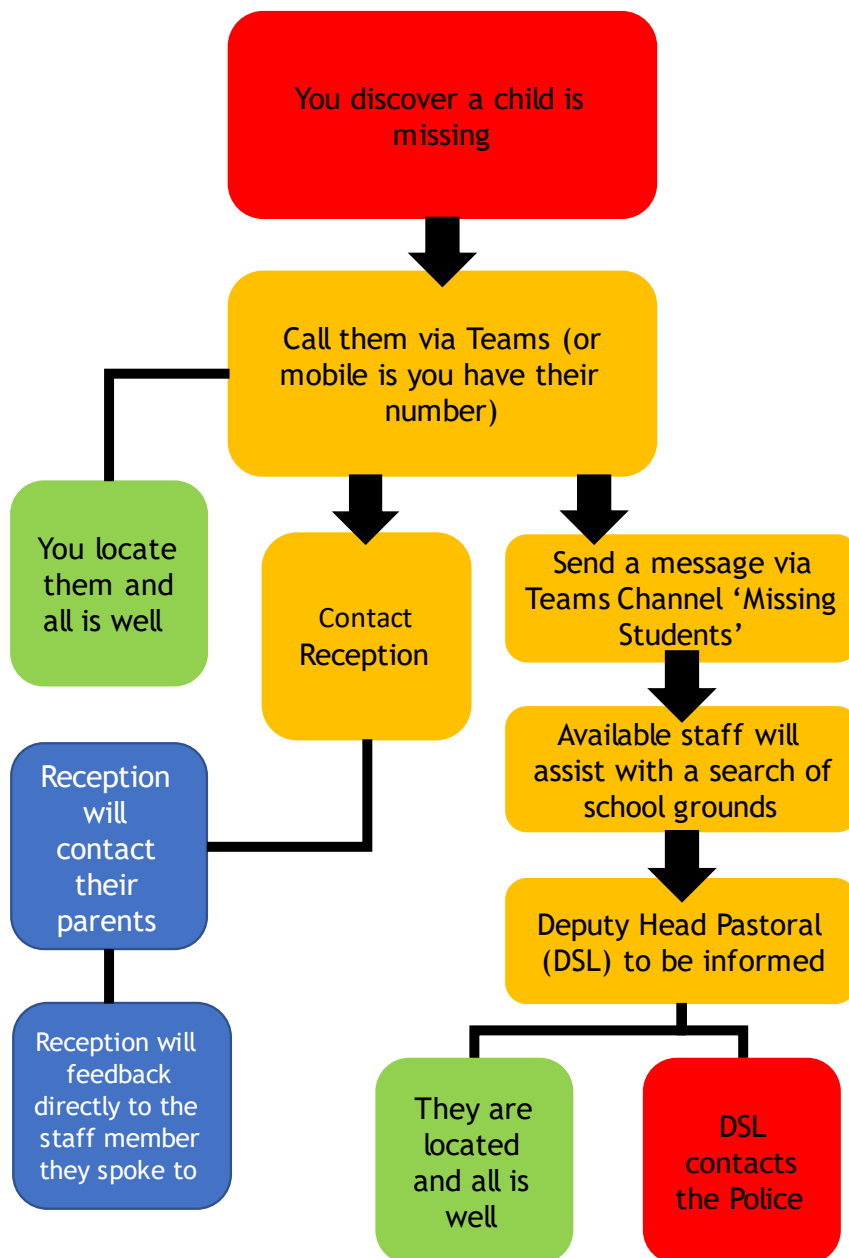 You discover a child is
missing
Call them via Teams (or
mobile is you have their
number)
You locate
them and
all is well
Contact
Reception
Send a message via
Teams Channel ‘Missing
Students’
Available staff will
assist with a search of
school grounds
Reception
will
contact
their
parents
Deputy Head Pastoral
(DSL) to be informed
Reception will
feedback
directly to the
staff member
they spoke to
They are
located
and all is
well
DSL
contacts
the Police